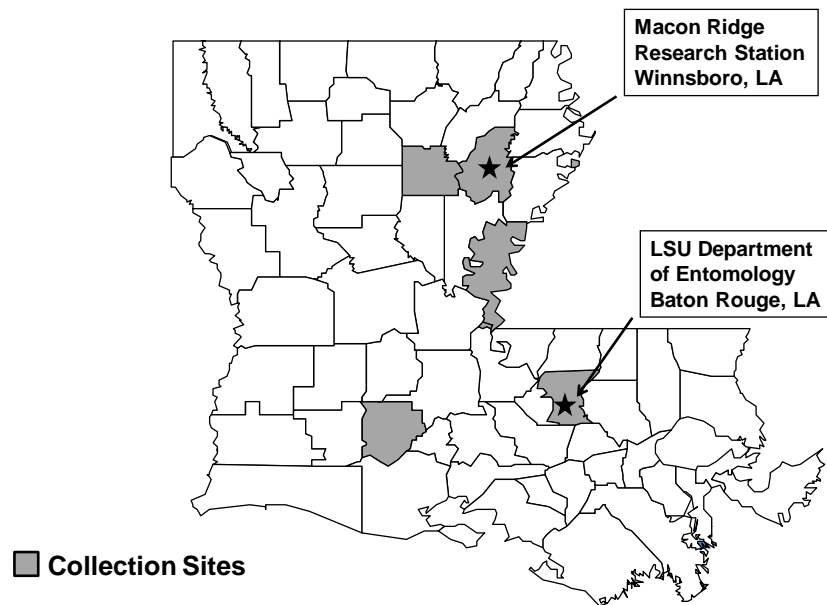 Macon Ridge
Research Station
Winnsboro, LA
LSU Department
of Entomology
Baton Rouge, LA
Collection Sites